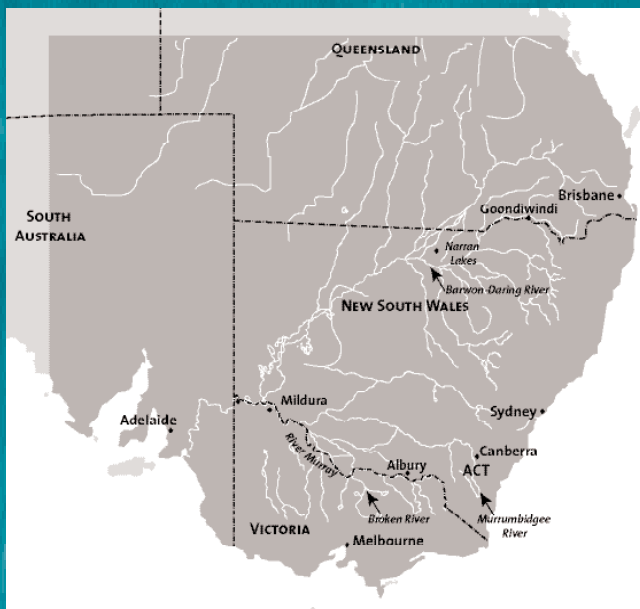 QUEENSLAND
Brisbane
Goondiwindi
SOUTH
AUSTRALIA
Narran
Lakes
Barwon-Daring River
NEW SOUTH WALES
Mildura
Sydney
Adelaide
River Murray
Canberra
ACT
Albury
Broken River
Murrumbidgee
River
VICTORIA
Melbourne